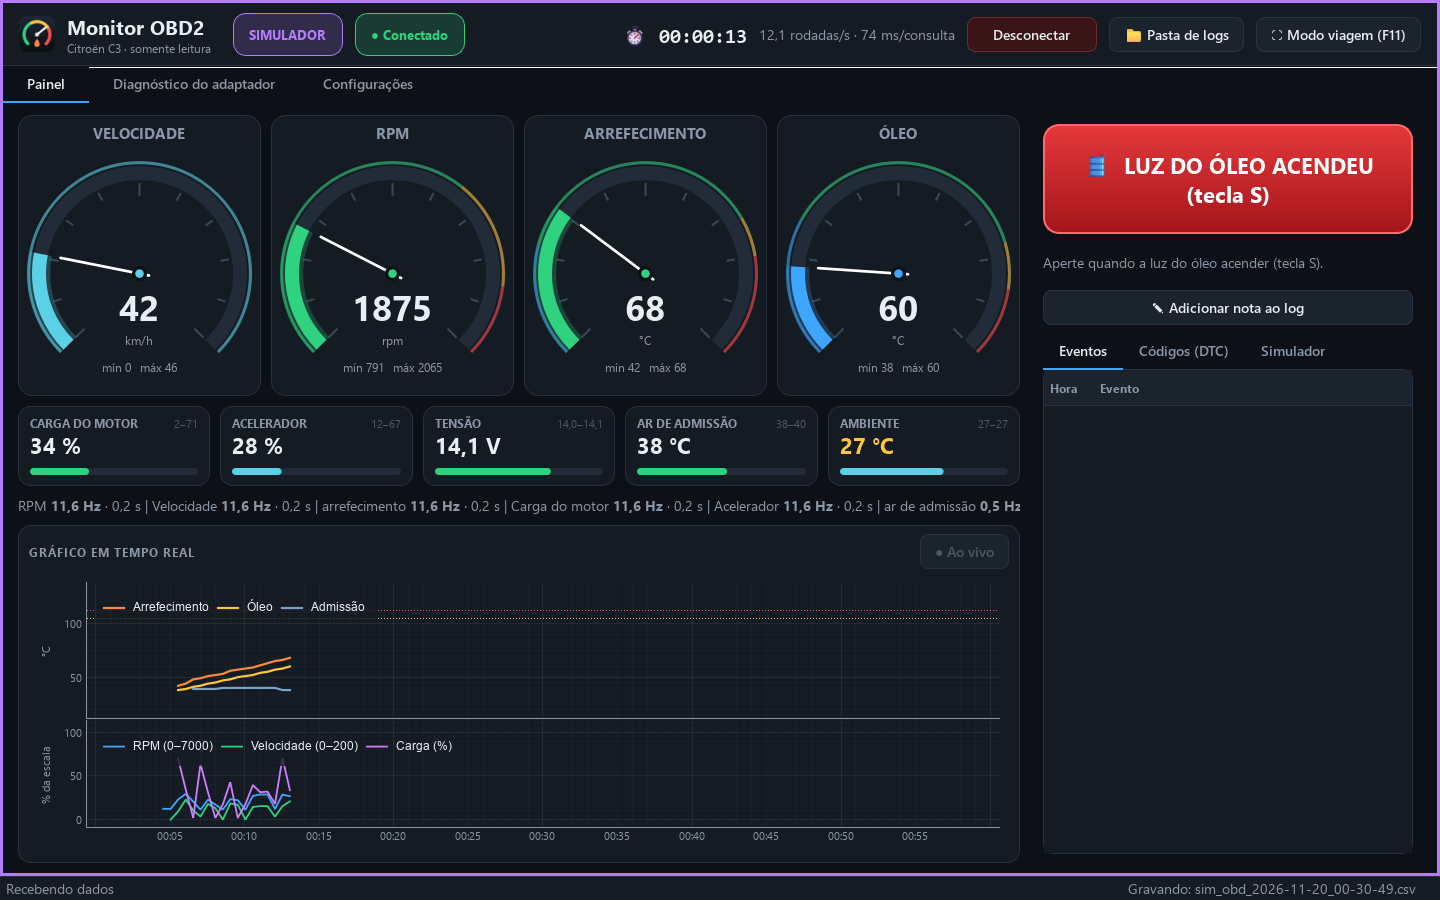 Monitor OBD2
Citroën C3 · somente leitura
SIMULADOR
● Conectado
00:00:13
12,1 rodadas/s · 74 ms/consulta
Desconectar
Pasta de logs
Modo viagem (F11)
Painel
Diagnóstico do adaptador
Configurações
VELOCIDADE
42
km/h
mín 0 máx 46
RPM
1875
rpm
mín 791 máx 2065
ARREFECIMENTO
68
°C
mín 42 máx 68
ÓLEO
60
°C
mín 38 máx 60
LUZ DO ÓLEO ACENDEU
(tecla S)
Aperte quando a luz do óleo acender (tecla S).
Adicionar nota ao log
Eventos
Códigos (DTC)
Simulador
Hora
Evento
CARGA DO MOTOR
2–71
34 %
ACELERADOR
12–67
28 %
TENSÃO
14,0–14,1
14,1 V
AR DE ADMISSÃO
38–40
38 °C
AMBIENTE
27–27
27 °C
RPM 11,6 Hz · 0,2 s | Velocidade 11,6 Hz · 0,2 s | arrefecimento 11,6 Hz · 0,2 s | Carga do motor 11,6 Hz · 0,2 s | Acelerador 11,6 Hz · 0,2 s | ar de admissão 0,5 Hz
GRÁFICO EM TEMPO REAL
● Ao vivo
Arrefecimento
Óleo
Admissão
100
50
°C
RPM (0–7000)
Velocidade (0–200)
Carga (%)
100
50
0
% da escala
00:05
00:10
00:15
00:20
00:25
00:30
00:35
00:40
00:45
00:50
00:55
Recebendo dados
Gravando: sim_obd_2026-11-20_00-30-49.csv